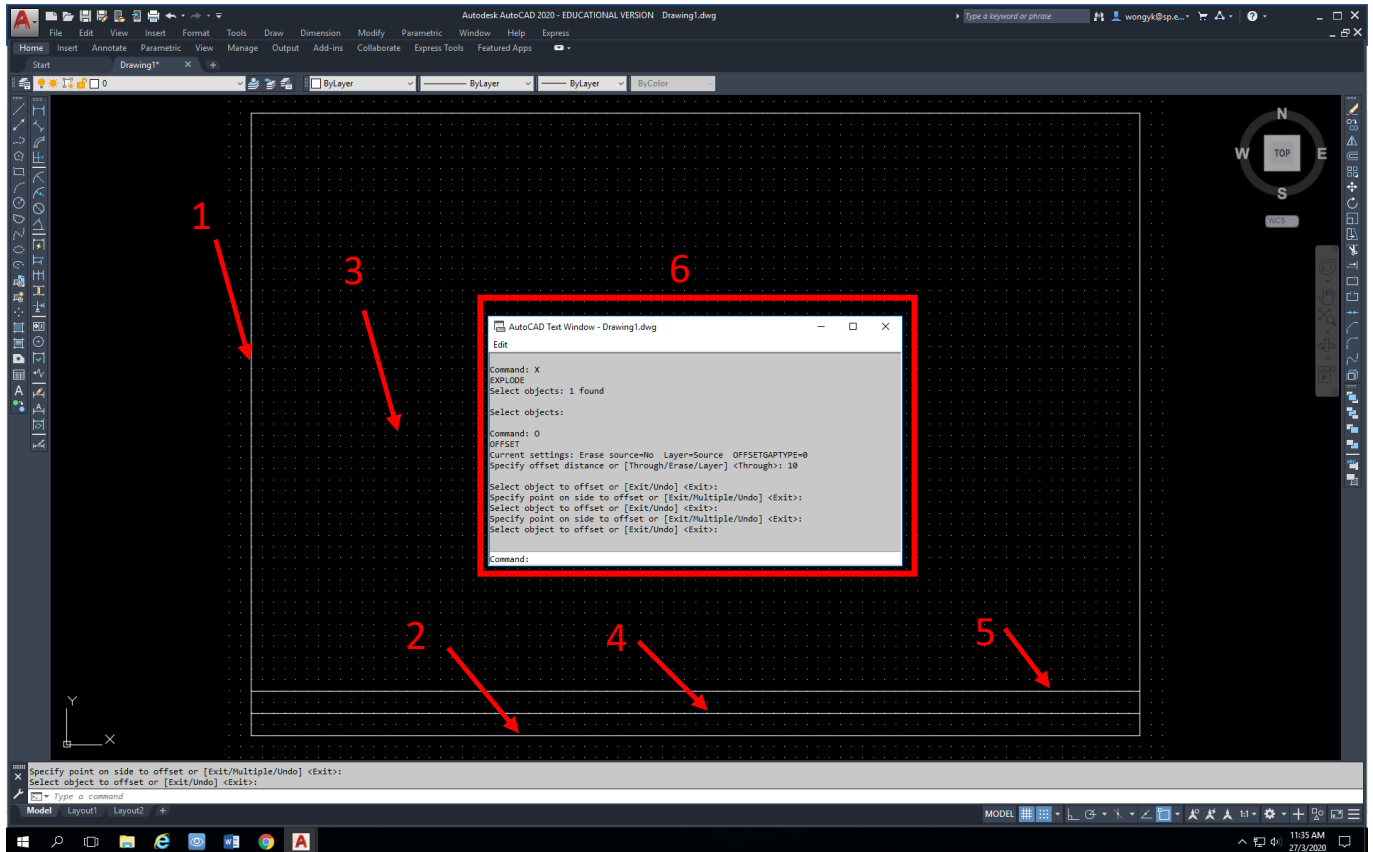 Autodesk AutoCAD 2020 - EDUCATIONAL VERSION Drawing1.dwg
Type a keyword or phrase
wongyk@sp.e...
File Edit View Insert Format Tools Draw Dimension Modify Parametric Window Help Express
Home Insert Annotate Parametric View Manage Output Add-ins Collaborate Express Tools Featured Apps
Start Drawing1*
0 ByLayer ByLayer ByLayer ByColor
N
W TOP E
S
WCS
1
3
6
AutoCAD Text Window - Drawing1.dwg
Edit
Command: X
EXPLODE
Select objects: 1 found
Select objects:
Command: O
OFFSET
Current settings: Erase source=No Layer=Source OFFSETGAPTYPE=0
Specify offset distance or [Through/Erase/Layer] <Through>: 10
Select object to offset or [Exit/Undo] <Exit>:
Specify point on side to offset or [Exit/Multiple/Undo] <Exit>:
Select object to offset or [Exit/Undo] <Exit>:
Specify point on side to offset or [Exit/Multiple/Undo] <Exit>:
Select object to offset or [Exit/Undo] <Exit>:
Command:
2
4
5
Y
X
Specify point on side to offset or [Exit/Multiple/Undo] <Exit>:
Select object to offset or [Exit/Undo] <Exit>:
Type a command
Model Layout1 Layout2 +
MODEL
1:1
11:35 AM
27/3/2020